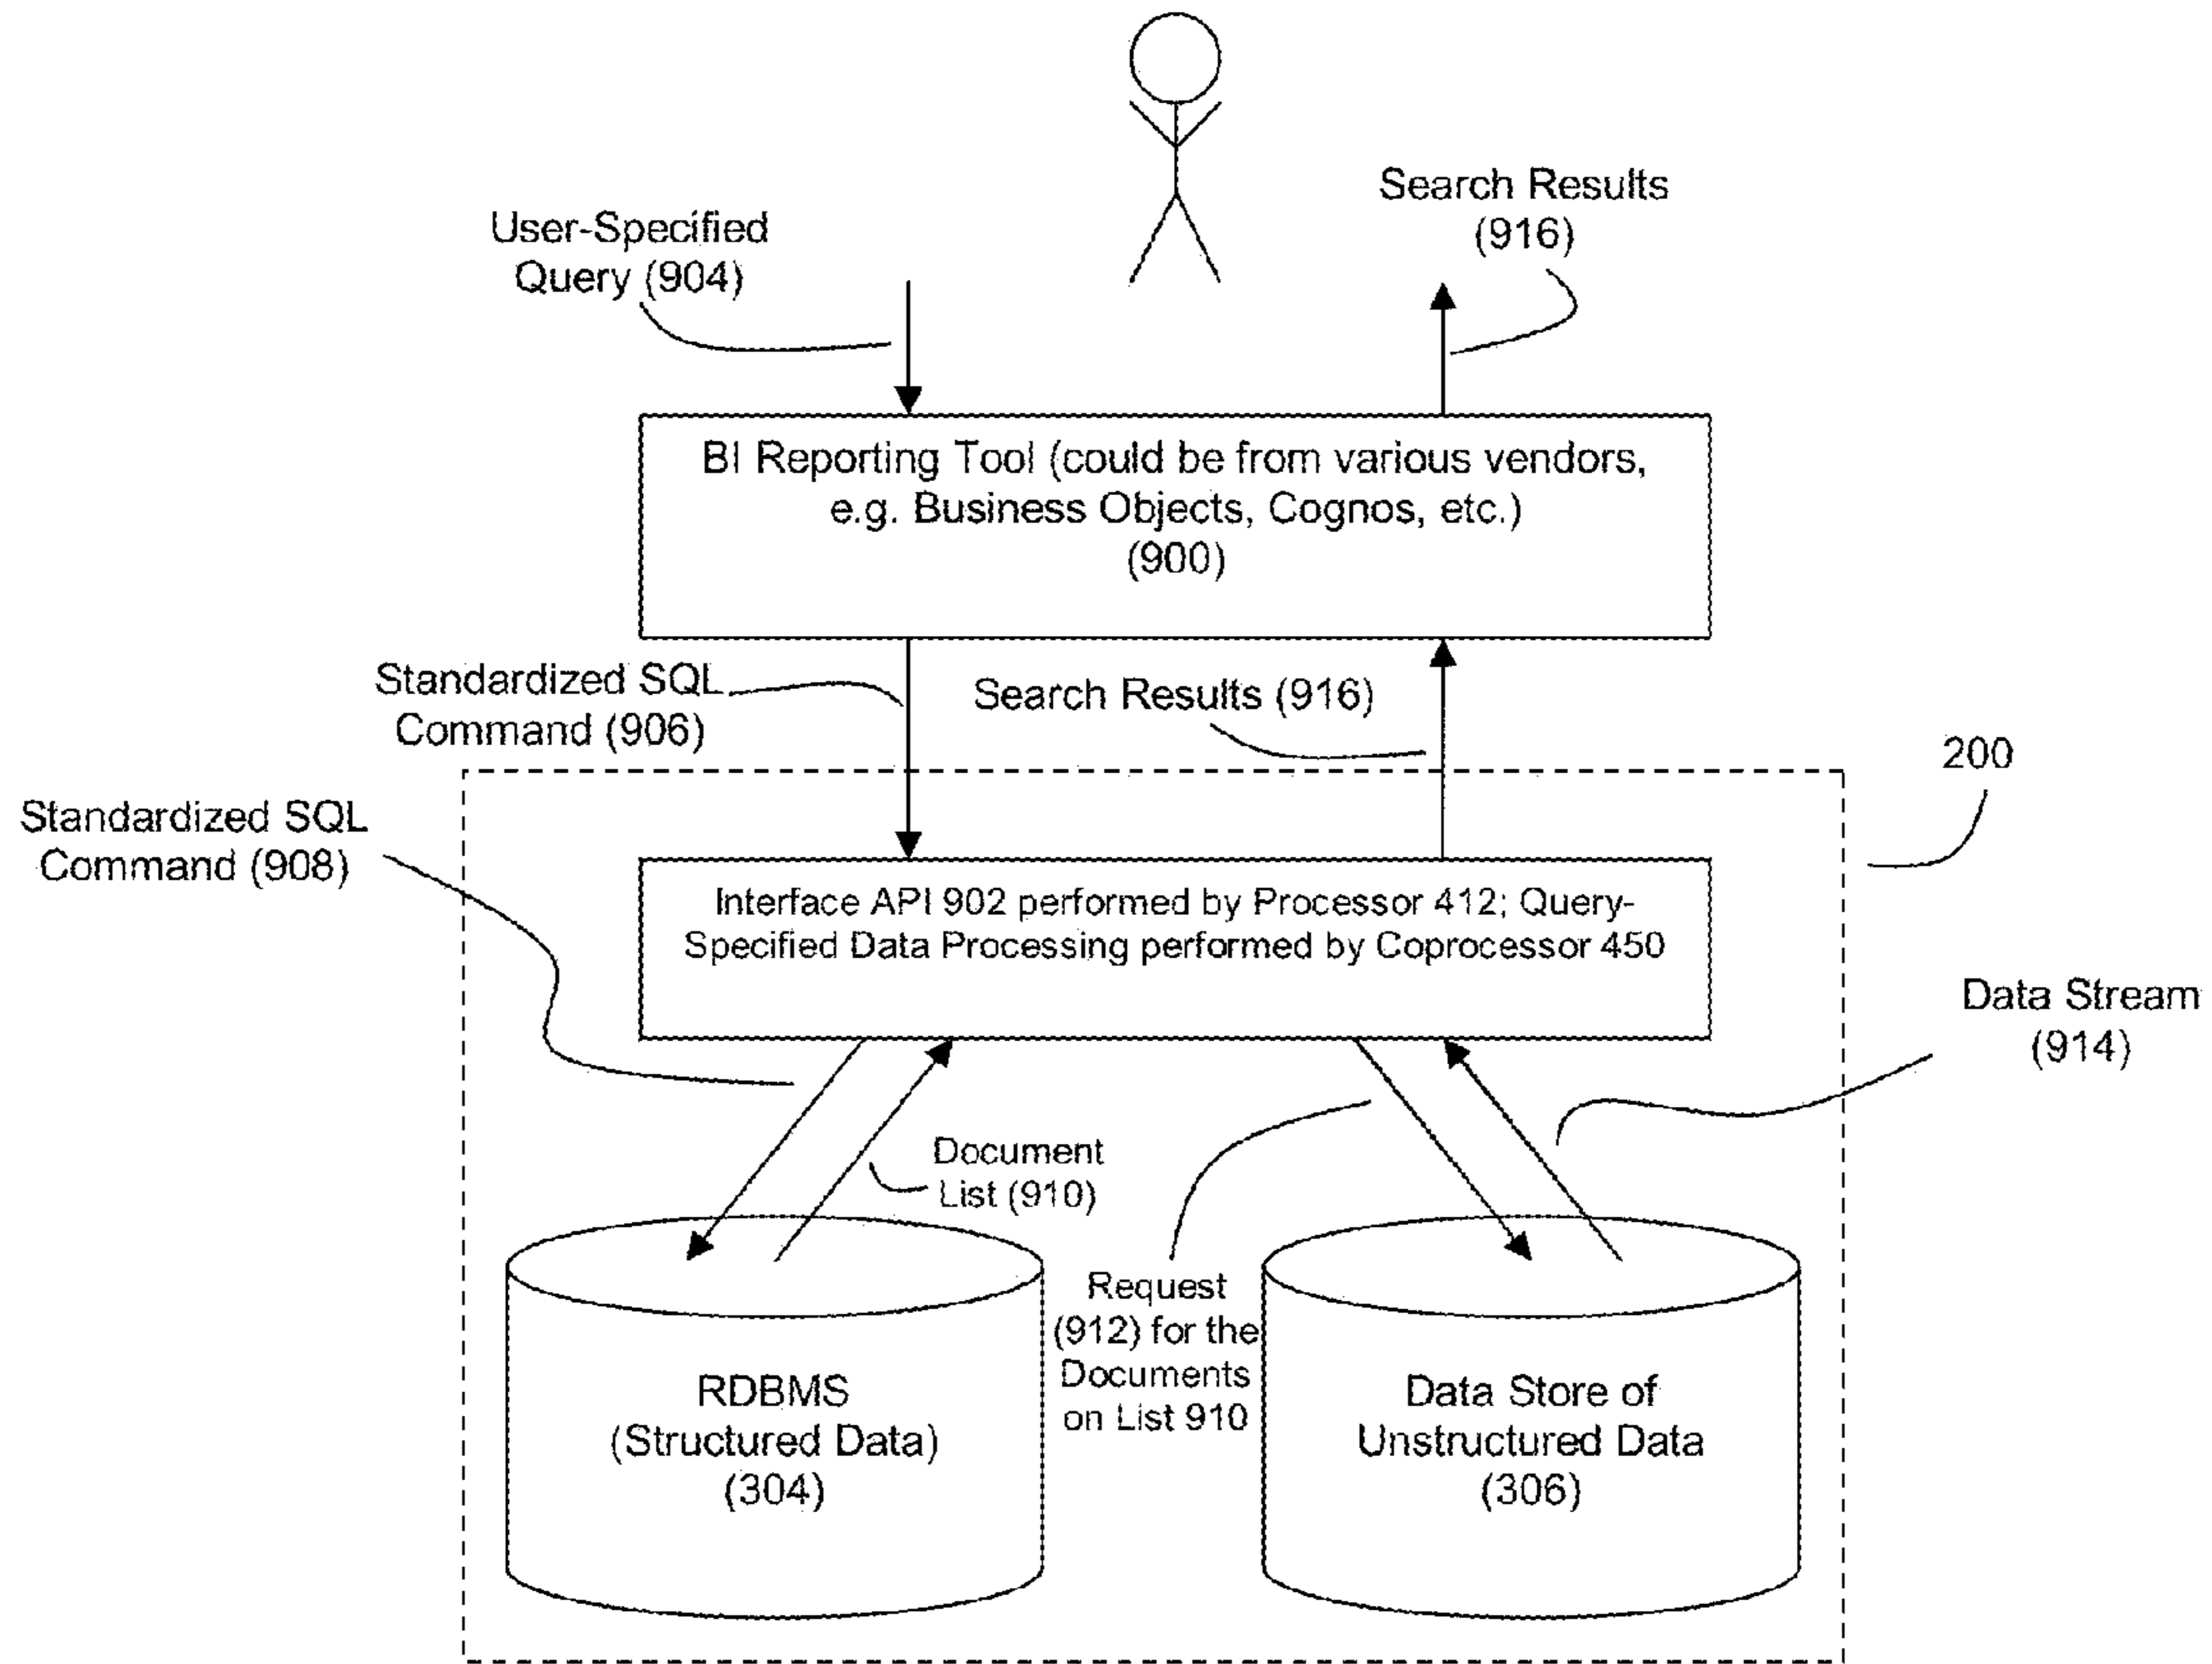 User-Specified
Query (904)
Search Results
(916)
BI Reporting Tool (could be from various vendors,
e.g. Business Objects, Cognos, etc.)
(900)
Standardized SQL
Command (906)
Search Results (916)
200
Standardized SQL
Command (908)
Interface API 902 performed by Processor 412; Query-
Specified Data Processing performed by Coprocessor 450
Data Stream
(914)
Document
List (910)
Request
(912) for the
Documents
on List 910
RDBMS
(Structured Data)
(304)
Data Store of
Unstructured Data
(306)